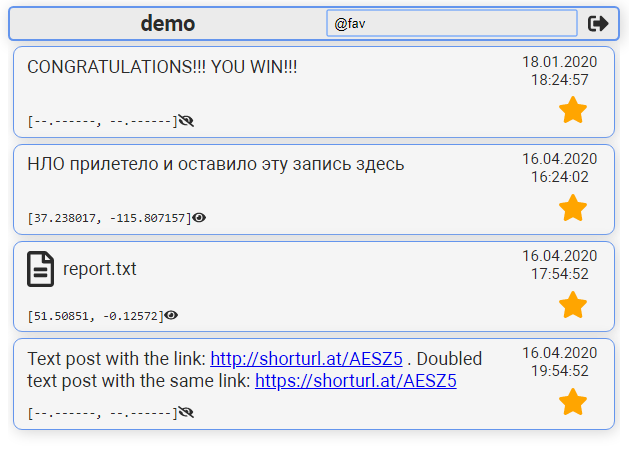 demo
@fav
CONGRATULATIONS!!! YOU WIN!!!
18.01.2020
18:24:57
[--.------, --.------]
НЛО прилетело и оставило эту запись здесь
16.04.2020
16:24:02
[37.238017, -115.807157]
report.txt
16.04.2020
17:54:52
[51.50851, -0.12572]
Text post with the link: http://shorturl.at/AESZ5 . Doubled
text post with the same link: https://shorturl.at/AESZ5
16.04.2020
19:54:52
[--.------, --.------]